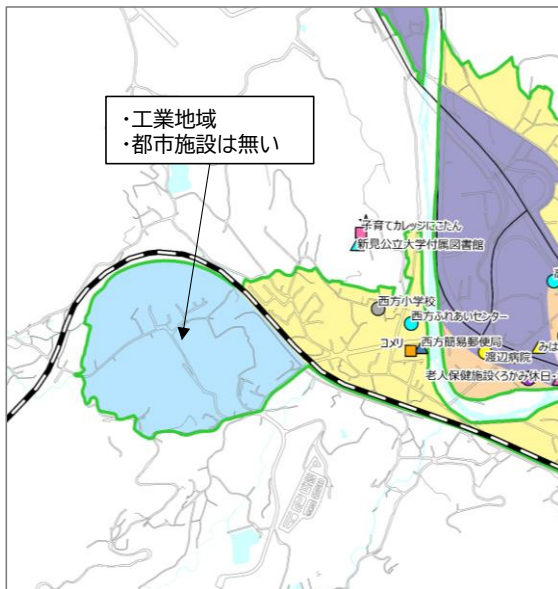 ・工業地域
・都市施設は無い
子育てカレッジにこたん
新見公立大学付属図書館
西方小学校
西方ふれあいセンター
コメリ
西方簡易郵便局
渡辺病院
みは
老人保健施設くろかみ
休日・